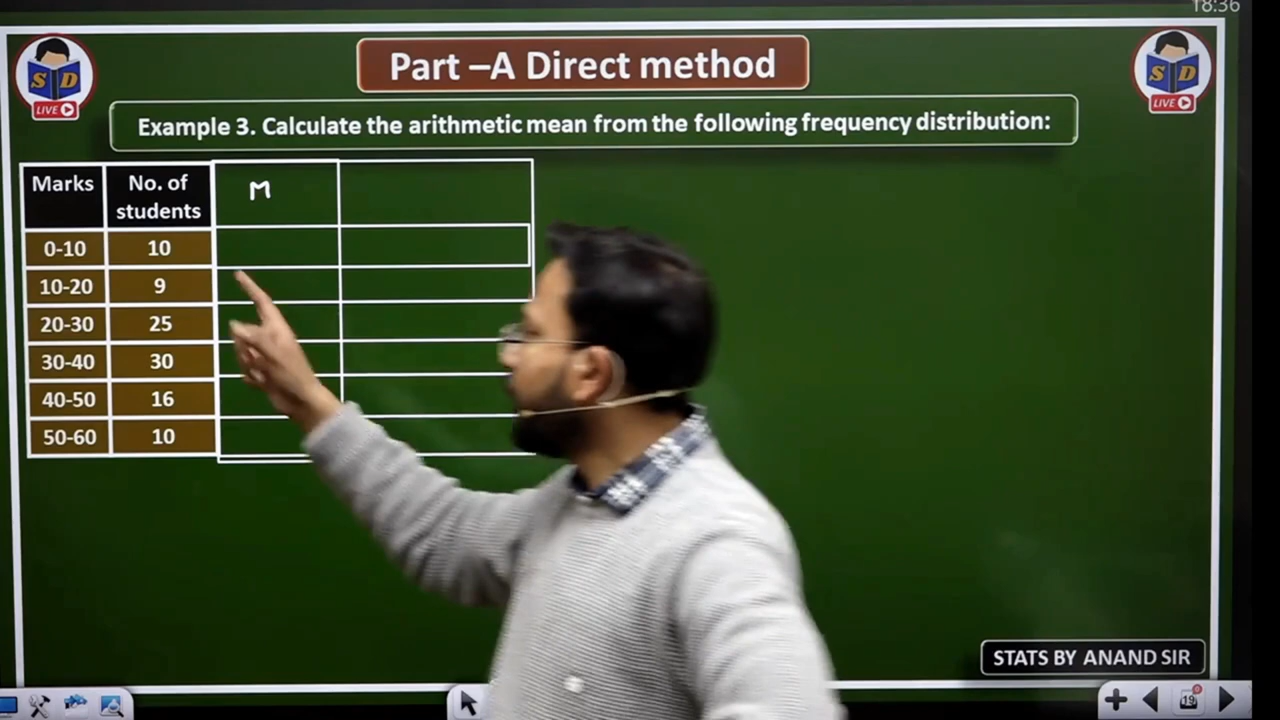 18:36
S D
LIVE
Part –A Direct method
S D
LIVE
Example 3. Calculate the arithmetic mean from the following frequency distribution:
Marks No. of students M
0-10 10
10-20 9
20-30 25
30-40 30
40-50 16
50-60 10
STATS BY ANAND SIR
19